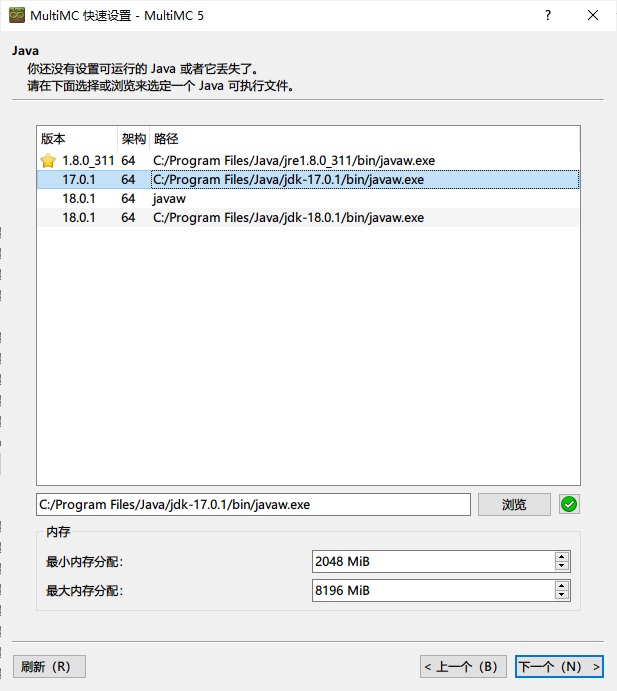 MultiMC 快速设置 - MultiMC 5
Java
你还没有设置可运行的 Java 或者它丢失了。
请在下面选择或浏览来选定一个 Java 可执行文件。
版本 架构 路径
1.8.0_311 64 C:/Program Files/Java/jre1.8.0_311/bin/javaw.exe
17.0.1 64 C:/Program Files/Java/jdk-17.0.1/bin/javaw.exe
18.0.1 64 javaw
18.0.1 64 C:/Program Files/Java/jdk-18.0.1/bin/javaw.exe
C:/Program Files/Java/jdk-17.0.1/bin/javaw.exe 浏览
内存
最小内存分配： 2048 MiB
最大内存分配： 8196 MiB
刷新（R） < 上一个（B） 下一个（N） >